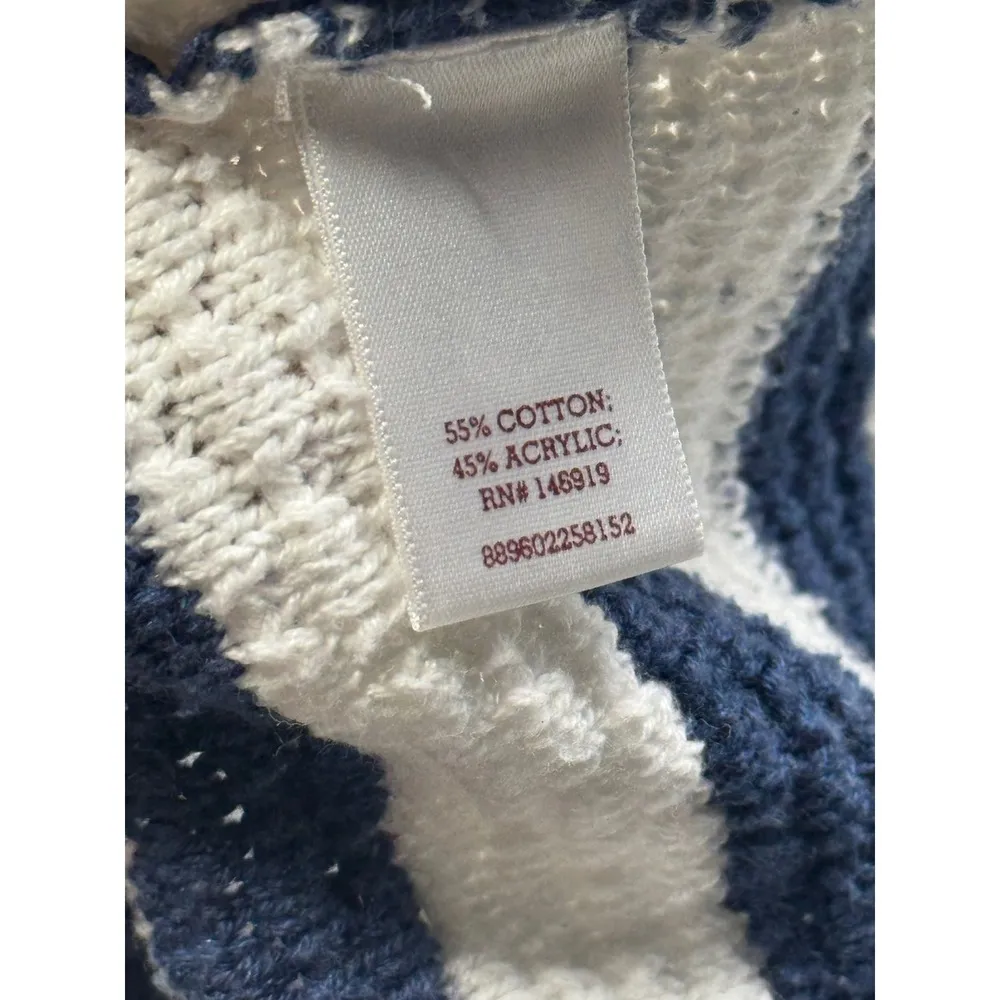 55% COTTON;
45% ACRYLIC;
RN# 146919
889602258152